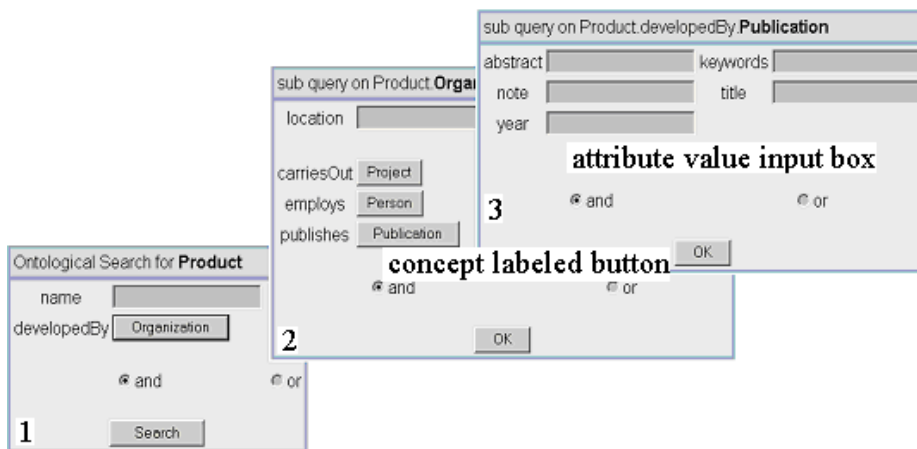 sub query on Product.developedBy.Publication
abstract keywords
note title
year
attribute value input box
3 and or
OK
sub query on Product.Organ
location
carriesOut Project
employs Person
publishes Publication
concept labeled button
and or
2 OK
Ontological Search for Product
name
developedBy Organization
and or
1 Search